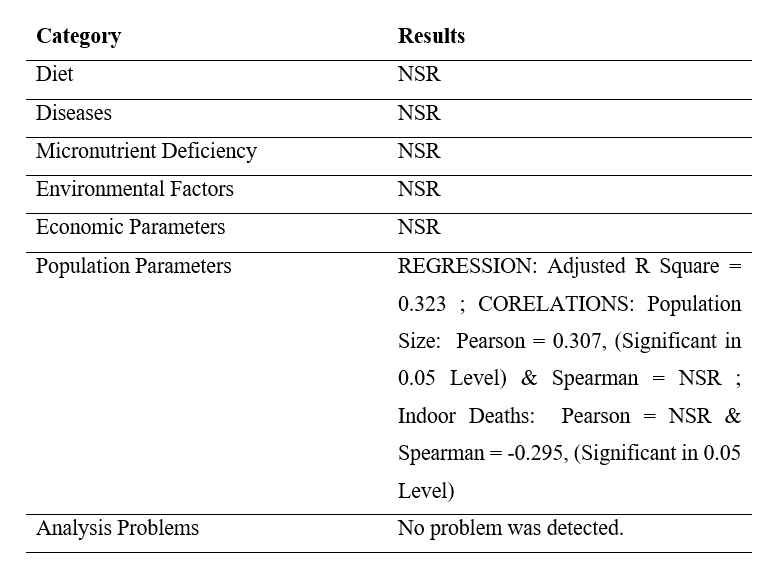 Category Results
Diet NSR
Diseases NSR
Micronutrient Deficiency NSR
Environmental Factors NSR
Economic Parameters NSR
Population Parameters REGRESSION: Adjusted R Square =
0.323 ; CORELATIONS: Population
Size: Pearson = 0.307, (Significant in
0.05 Level) & Spearman = NSR ;
Indoor Deaths: Pearson = NSR &
Spearman = -0.295, (Significant in 0.05
Level)
Analysis Problems No problem was detected.